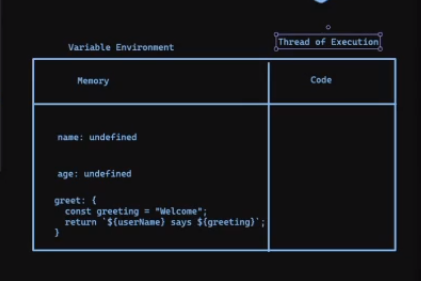 Thread of Execution
Variable Environment
Memory
Code
name: undefined
age: undefined
greet: {
const greeting = "Welcome";
return `${userName} says ${greeting}`;
}